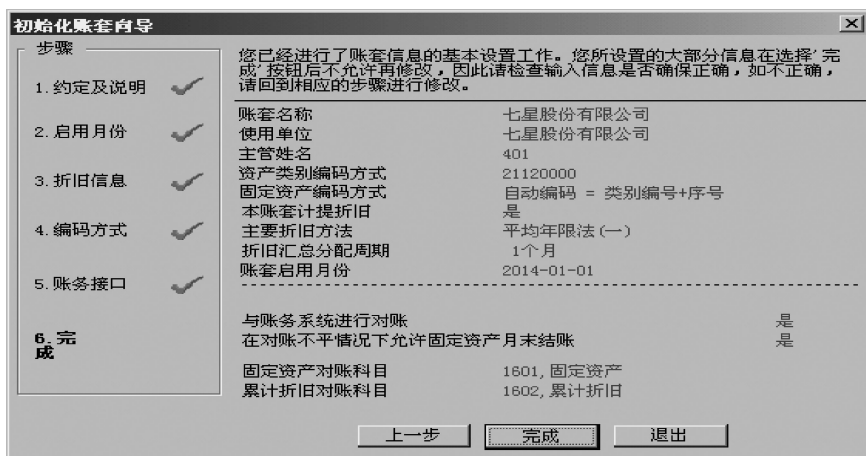 初始化账套向导
步骤
1.约定及说明
2.启用月份
3.折旧信息
4.编码方式
5.账务接口
6.完
成
您已经进行了账套信息的基本设置工作。您所设置的大部分信息在选择'完
成'按钮后不允许再修改，因此请检查输入信息是否确保正确，如不正确，
请回到相应的步骤进行修改。
账套名称 七星股份有限公司
使用单位 七星股份有限公司
主管姓名 401
资产类别编码方式 21120000
固定资产编码方式 自动编码 = 类别编号+序号
本账套计提折旧 是
主要折旧方法 平均年限法(一)
折旧汇总分配周期 1个月
账套启用月份 2014-01-01
与账务系统进行对账 是
在对账不平情况下允许固定资产月末结账 是
固定资产对账科目 1601,固定资产
累计折旧对账科目 1602,累计折旧
上一步 完成 退出